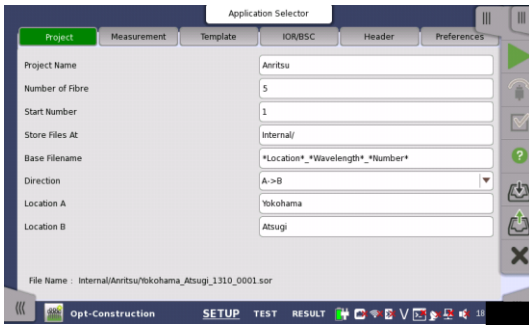 Application Selector
Project Measurement Template IOR/BSC Header Preferences
Project Name Anritsu
Number of Fibre 5
Start Number 1
Store Files At Internal/
Base Filename *Location*_*Wavelength*_*Number*
Direction A->B
Location A Yokohama
Location B Atsugi
File Name : Internal/Anritsu/Yokohama_Atsugi_1310_0001.sor
Opt-Construction SETUP TEST RESULT 18